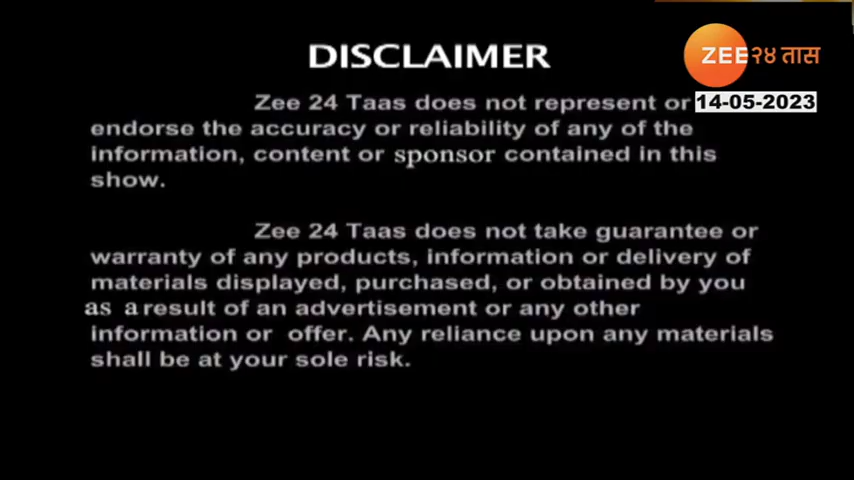 DISCLAIMER
ZEE २४ तास
14-05-2023
Zee 24 Taas does not represent or
endorse the accuracy or reliability of any of the
information, content or sponsor contained in this
show.
Zee 24 Taas does not take guarantee or
warranty of any products, information or delivery of
materials displayed, purchased, or obtained by you
as a result of an advertisement or any other
information or offer. Any reliance upon any materials
shall be at your sole risk.